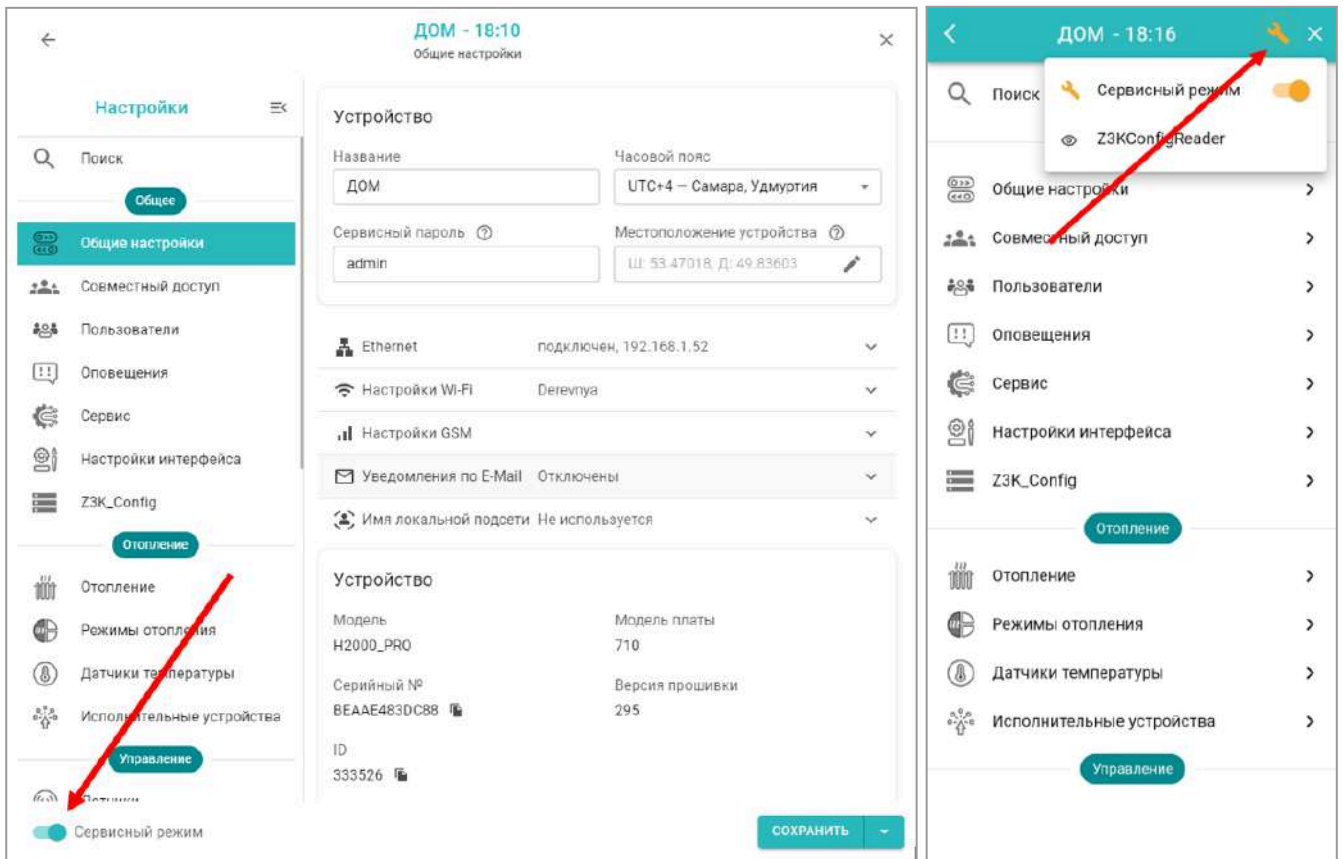 ДОМ - 18:10
Общие настройки
Настройки
Поиск
Общее
Общие настройки
Совместный доступ
Пользователи
Оповещения
Сервис
Настройки интерфейса
Z3K_Config
Отопление
Отопление
Режимы отопления
Датчики температуры
Исполнительные устройства
Управление
Датчики
Сервисный режим
Устройство
Название
Часовой пояс
ДОМ
UTC+4 — Самара, Удмуртия
Сервисный пароль
Местоположение устройства
admin
Ш: 53.47018, Д: 49.83603
Ethernet подключен, 192.168.1.52
Настройки Wi-Fi Derevnya
Настройки GSM
Уведомления по E-Mail Отключены
Имя локальной подсети Не используется
Устройство
Модель
Модель платы
H2000_PRO
710
Серийный №
Версия прошивки
BEAAE483DC88
295
ID
333526
СОХРАНИТЬ
ДОМ - 18:16
Поиск
Сервисный режим
Z3KConfigReader
Общие настройки
Совместный доступ
Пользователи
Оповещения
Сервис
Настройки интерфейса
Z3K_Config
Отопление
Отопление
Режимы отопления
Датчики температуры
Исполнительные устройства
Управление